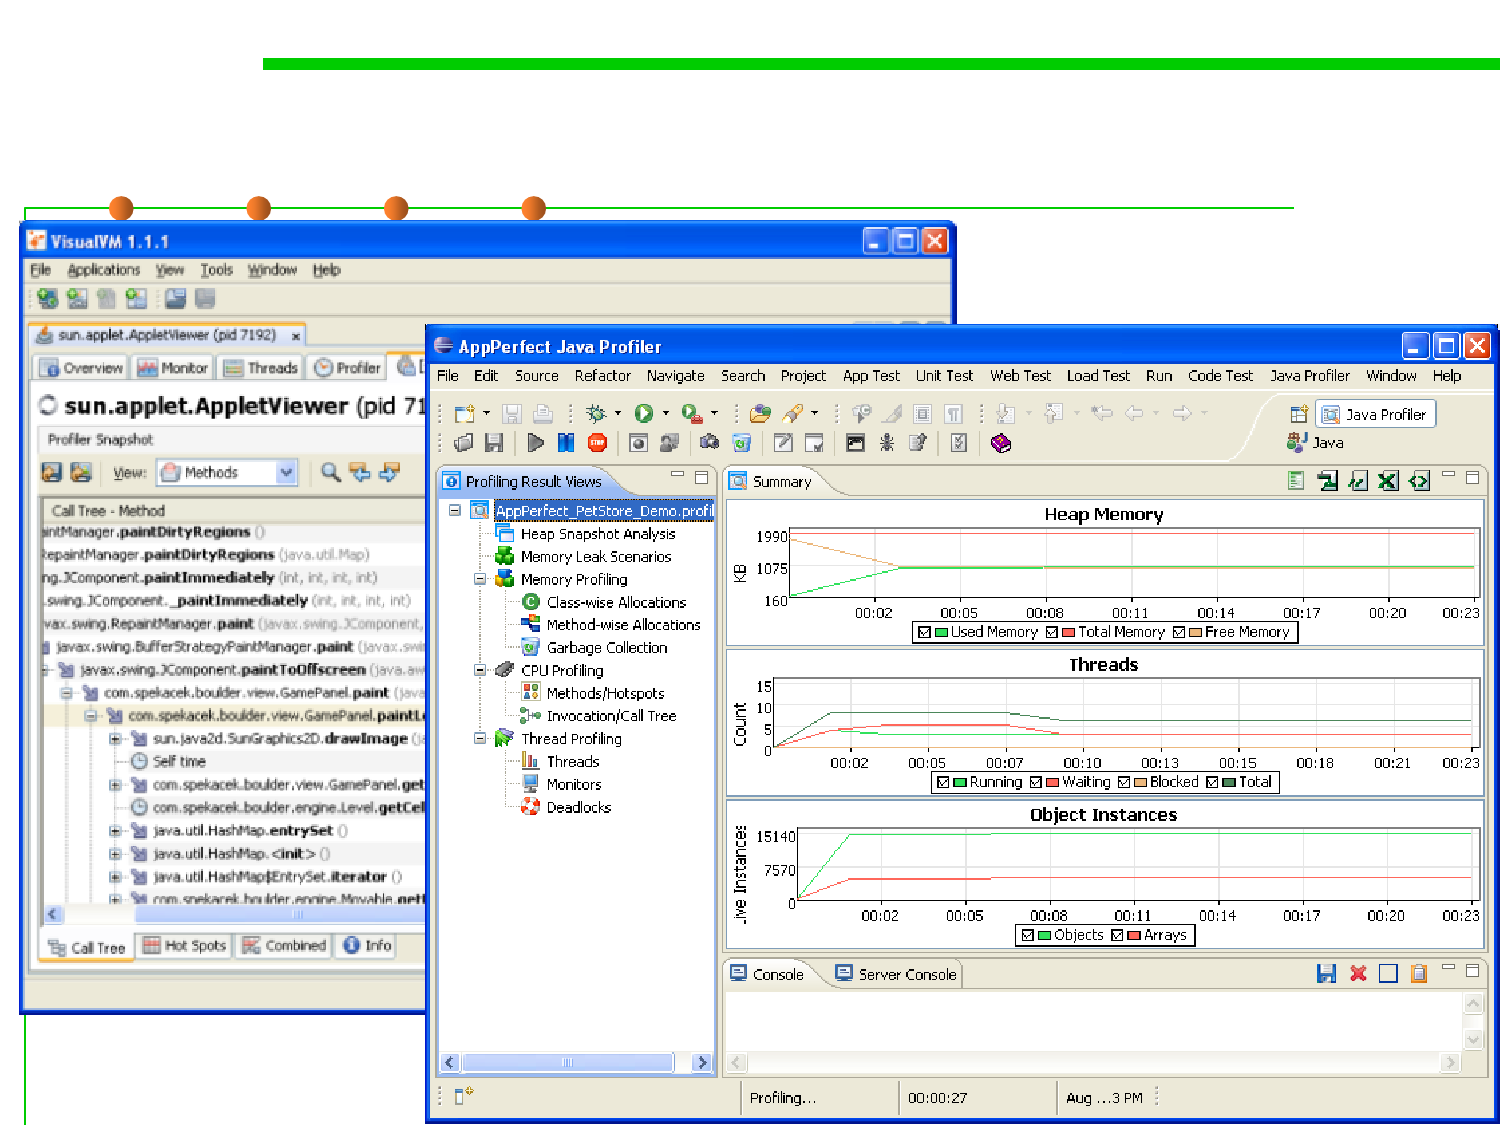 VisualVM 1.1.1
File Applications View Tools Window Help
sun.applet.AppletViewer (pid 7192) x
Overview Monitor Threads Profiler
sun.applet.AppletViewer (pid 71
Profiler Snapshot
View: Methods
Call Tree - Method
intManager.paintDirtyRegions ()
RepaintManager.paintDirtyRegions (java.util.Map)
ng.JComponent.paintImmediately (int, int, int, int)
.swing.JComponent._paintImmediately (int, int, int, int)
vax.swing.RepaintManager.paint (javax.swing.JComponent,
javax.swing.BufferStrategyPaintManager.paint (javax.swin
javax.swing.JComponent.paintToOffscreen (java.aw
com.spekacek.boulder.view.GamePanel.paint (java
com.spekacek.boulder.view.GamePanel.paintLe
sun.java2d.SunGraphics2D.drawImage (ja
Self time
com.spekacek.boulder.view.GamePanel.get
com.spekacek.boulder.engine.Level.getCel
java.util.HashMap.entrySet ()
java.util.HashMap.<init> ()
java.util.HashMap$EntrySet.iterator ()
com.spekacek.boulder.engine.Movable.get
Call Tree Hot Spots Combined Info
AppPerfect Java Profiler
File Edit Source Refactor Navigate Search Project App Test Unit Test Web Test Load Test Run Code Test Java Profiler Window Help
Java Profiler
Java
Profiling Result Views
AppPerfect_PetStore_Demo.profil
Heap Snapshot Analysis
Memory Leak Scenarios
Memory Profiling
Class-wise Allocations
Method-wise Allocations
Garbage Collection
CPU Profiling
Methods/Hotspots
Invocation/Call Tree
Thread Profiling
Threads
Monitors
Deadlocks
Summary
Heap Memory
KB
1990
1075
160
00:02 00:05 00:08 00:11 00:14 00:17 00:20 00:23
Used Memory Total Memory Free Memory
Threads
Count
15
10
5
0
00:02 00:05 00:07 00:10 00:13 00:15 00:18 00:21 00:23
Running Waiting Blocked Total
Object Instances
Live Instances
15140
7570
0
00:02 00:05 00:08 00:11 00:14 00:17 00:20 00:23
Objects Arrays
Console Server Console
Profiling... 00:00:27 Aug ...3 PM